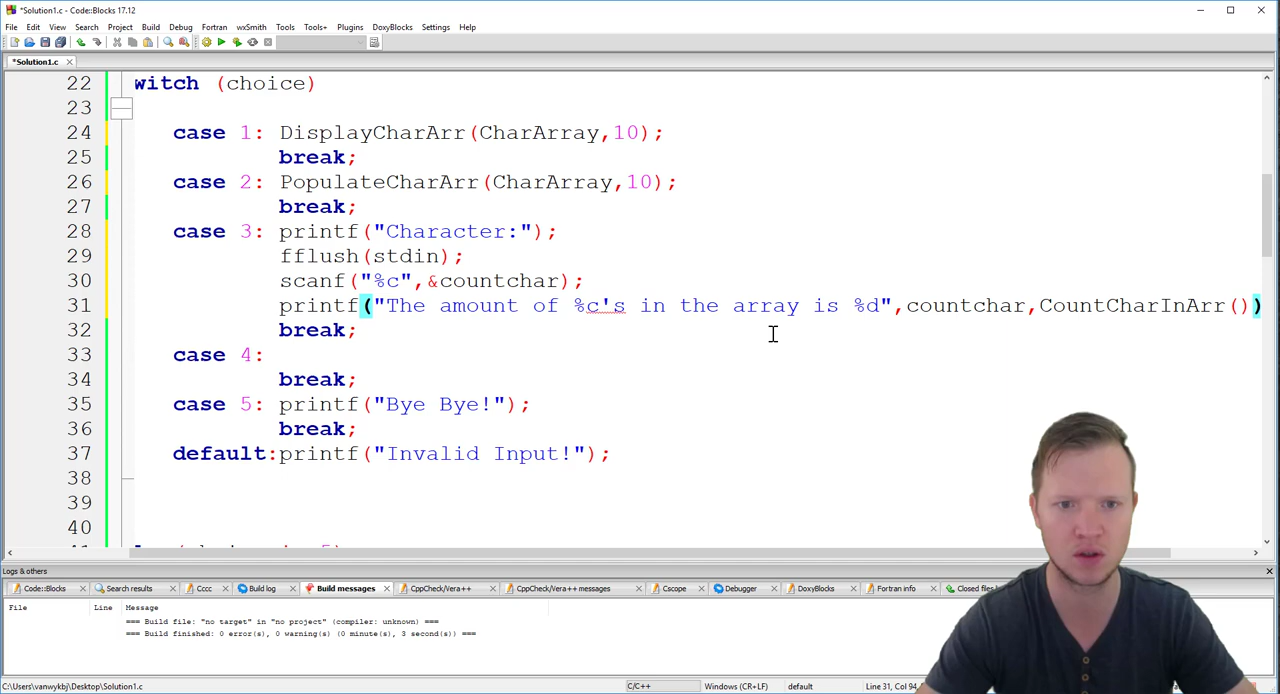 *Solution1.c - Code::Blocks 17.12
File Edit View Search Project Build Debug Fortran wxSmith Tools Tools+ Plugins DoxyBlocks Settings Help
*Solution1.c
22 witch (choice)
23
24 case 1: DisplayCharArr(CharArray,10);
25 break;
26 case 2: PopulateCharArr(CharArray,10);
27 break;
28 case 3: printf("Character:");
29 fflush(stdin);
30 scanf("%c",&countchar);
31 printf("The amount of %c's in the array is %d",countchar,CountCharInArr())
32 break;
33 case 4:
34 break;
35 case 5: printf("Bye Bye!");
36 break;
37 default:printf("Invalid Input!");
38
39
40
Logs & others
Code::Blocks Search results Cccc Build log Build messages CppCheck/Vera++ CppCheck/Vera++ messages Cscope Debugger DoxyBlocks Fortran info Closed files
File Line Message
=== Build file: "no target" in "no project" (compiler: unknown) ===
=== Build finished: 0 error(s), 0 warning(s) (0 minute(s), 3 second(s)) ===
C:\Users\vanwykbj\Desktop\Solution1.c C/C++ Windows (CR+LF) default Line 31, Col 94